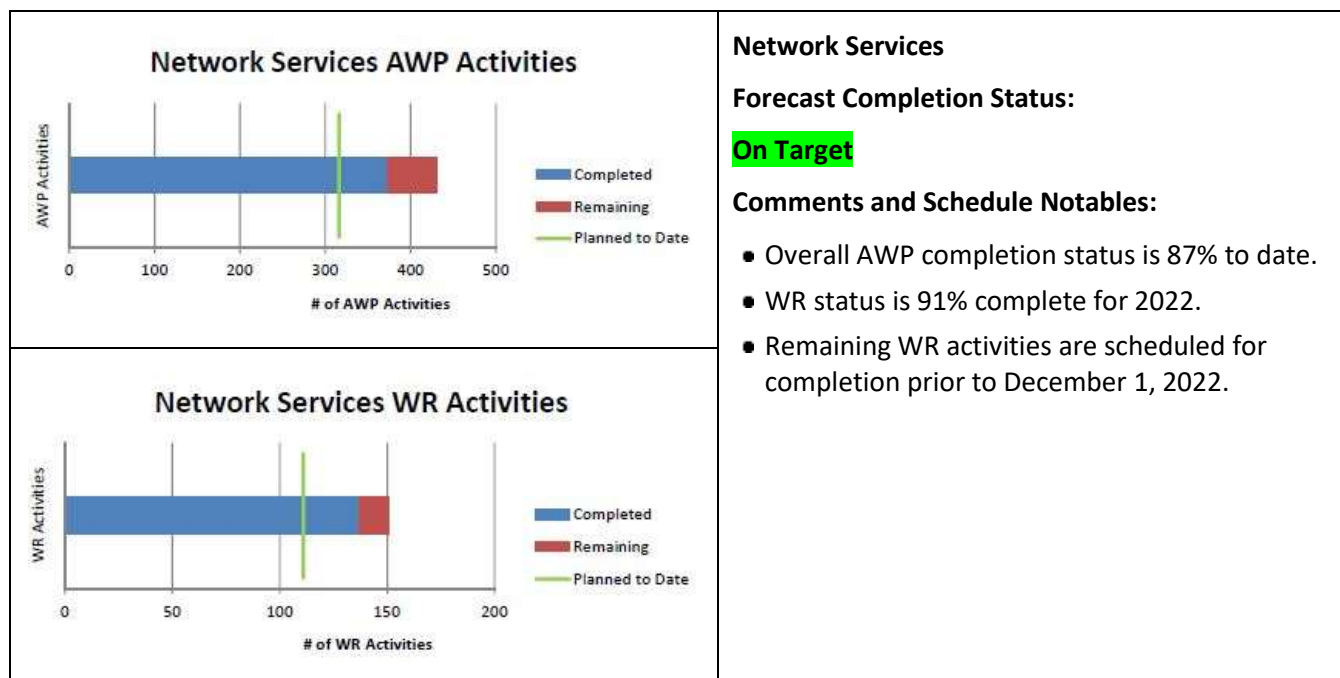 Network Services AWP Activities
AWP Activities
Completed
Remaining
Planned to Date
0 100 200 300 400 500
# of AWP Activities
Network Services WR Activities
WR Activities
Completed
Remaining
Planned to Date
0 50 100 150 200
# of WR Activities
Network Services
Forecast Completion Status:
On Target
Comments and Schedule Notables:
• Overall AWP completion status is 87% to date.
• WR status is 91% complete for 2022.
• Remaining WR activities are scheduled for
completion prior to December 1, 2022.